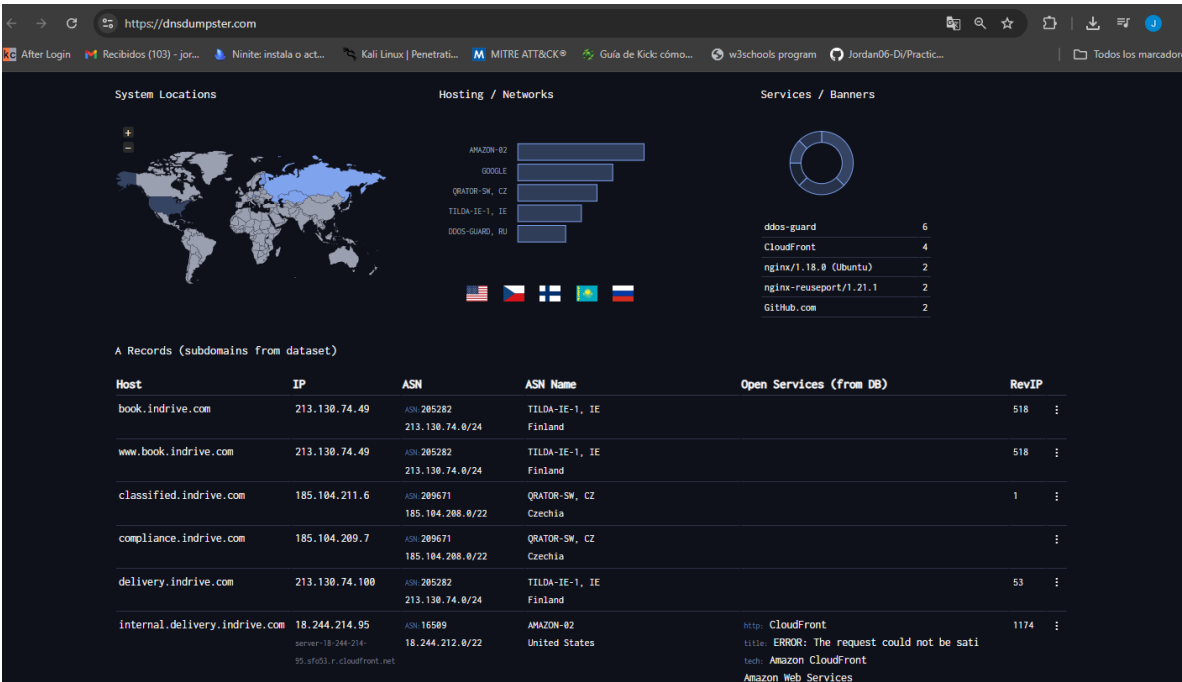 https://dnsdumpster.com
After Login
Recibidos (103) - jor...
Ninite: instala o act...
Kali Linux | Penetrati...
MITRE ATT&CK®
Guía de Kick: cómo...
w3schools program
Jordan06-Di/Practic...
Todos los marcadore
System Locations
Hosting / Networks
Services / Banners
+
−
AMAZON-02
GOOGLE
QRATOR-SW, CZ
TILDA-IE-1, IE
DDOS-GUARD, RU
ddos-guard 6
CloudFront 4
nginx/1.18.0 (Ubuntu) 2
nginx-reuseport/1.21.1 2
GitHub.com 2
A Records (subdomains from dataset)
Host IP ASN ASN Name Open Services (from DB) RevIP
book.indrive.com 213.130.74.49 ASN:205282 TILDA-IE-1, IE 518
213.130.74.0/24 Finland
www.book.indrive.com 213.130.74.49 ASN:205282 TILDA-IE-1, IE 518
213.130.74.0/24 Finland
classified.indrive.com 185.104.211.6 ASN:209671 QRATOR-SW, CZ 1
185.104.208.0/22 Czechia
compliance.indrive.com 185.104.209.7 ASN:209671 QRATOR-SW, CZ
185.104.208.0/22 Czechia
delivery.indrive.com 213.130.74.100 ASN:205282 TILDA-IE-1, IE 53
213.130.74.0/24 Finland
internal.delivery.indrive.com 18.244.214.95 ASN:16509 AMAZON-02 http: CloudFront 1174
server-18-244-214- 18.244.212.0/22 United States title: ERROR: The request could not be sati
95.sfo53.r.cloudfront.net tech: Amazon CloudFront
Amazon Web Services